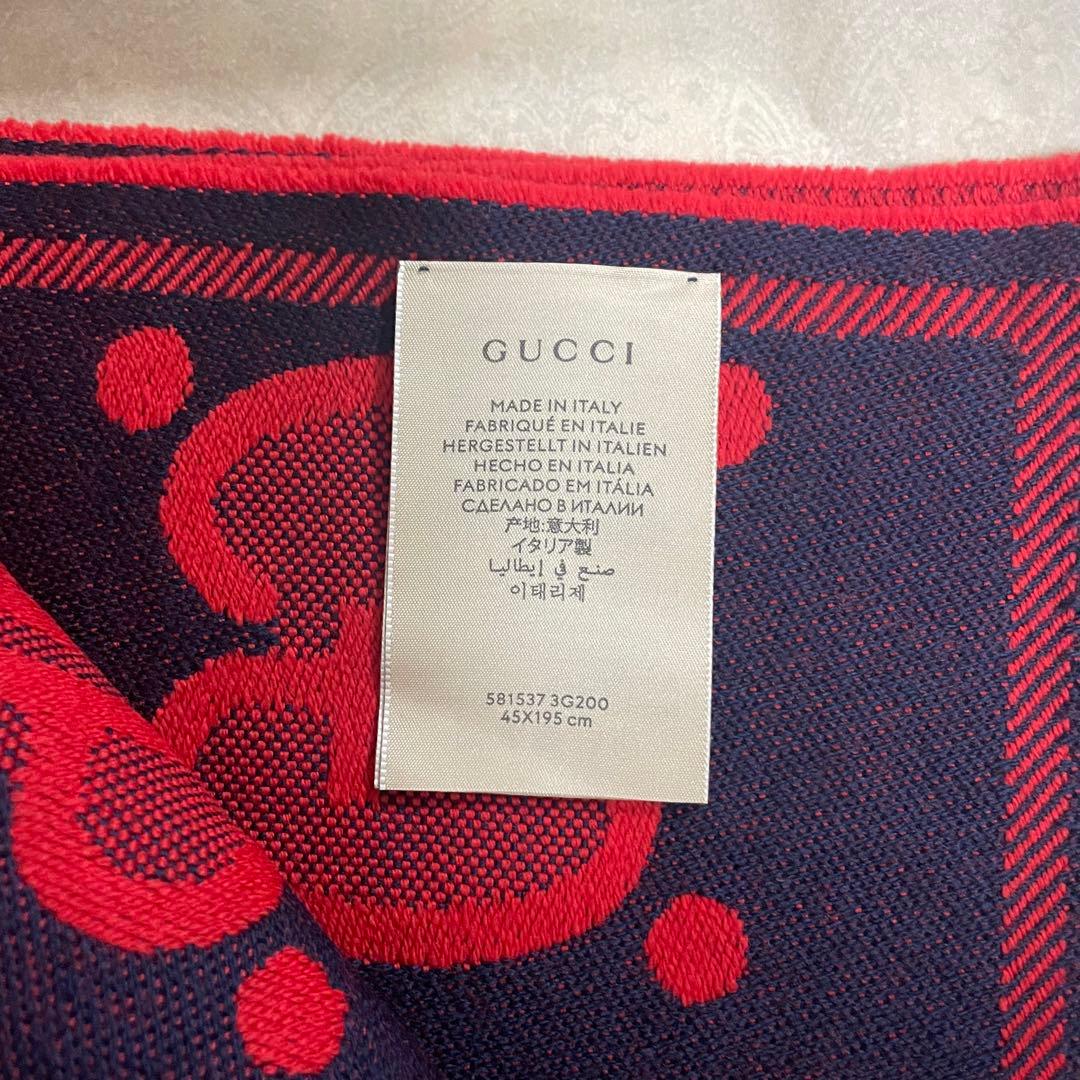 GUCCI
MADE IN ITALY
FABRIQUÉ EN ITALIE
HERGESTELLT IN ITALIEN
HECHO EN ITALIA
FABRICADO EM ITÁLIA
СДЕЛАНО В ИТАЛИИ
产地:意大利
イタリア製
صنع في إيطاليا
이태리제
581537 3G200
45X195 cm